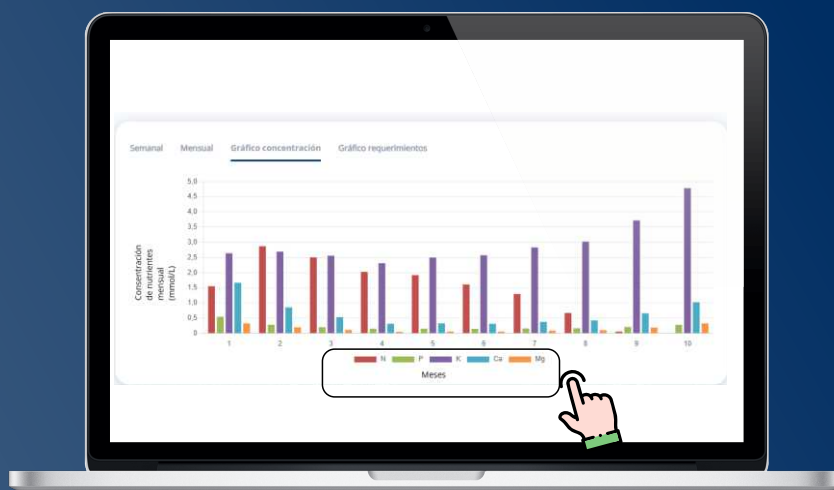 Semanal Mensual Gráfico concentración Gráfico requerimientos
Consentración
de nutrientes
mensual
(mmol/L)
5,0
4,5
4,0
3,5
3,0
2,5
2,0
1,5
1,0
0,5
0
1 2 3 4 5 6 7 8 9 10
N P K Ca Mg
Meses